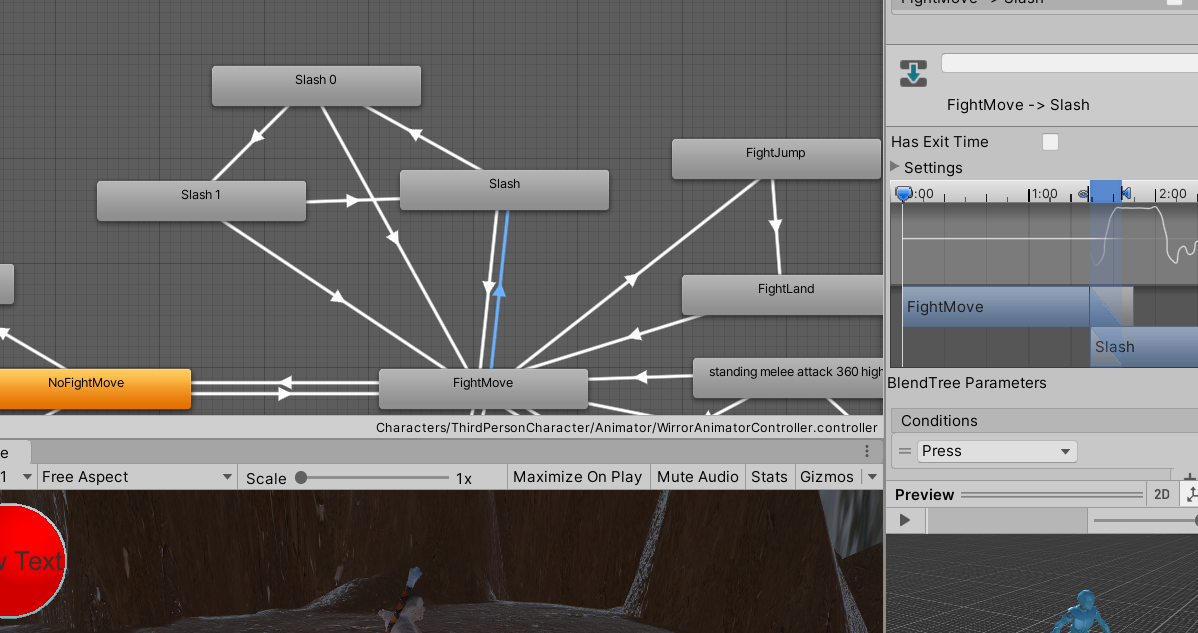 FightMove -> Slash
Slash 0
FightMove -> Slash
Has Exit Time
FightJump
Settings
Slash
Slash 1
:00
1:00
2:00
FightLand
FightMove
Slash
standing melee attack 360 high
NoFightMove
FightMove
BlendTree Parameters
Conditions
Characters/ThirdPersonCharacter/Animator/WirrorAnimatorController.controller
Press
e
1
Free Aspect
Scale
1x
Maximize On Play
Mute Audio
Stats
Gizmos
Preview
2D
w Text